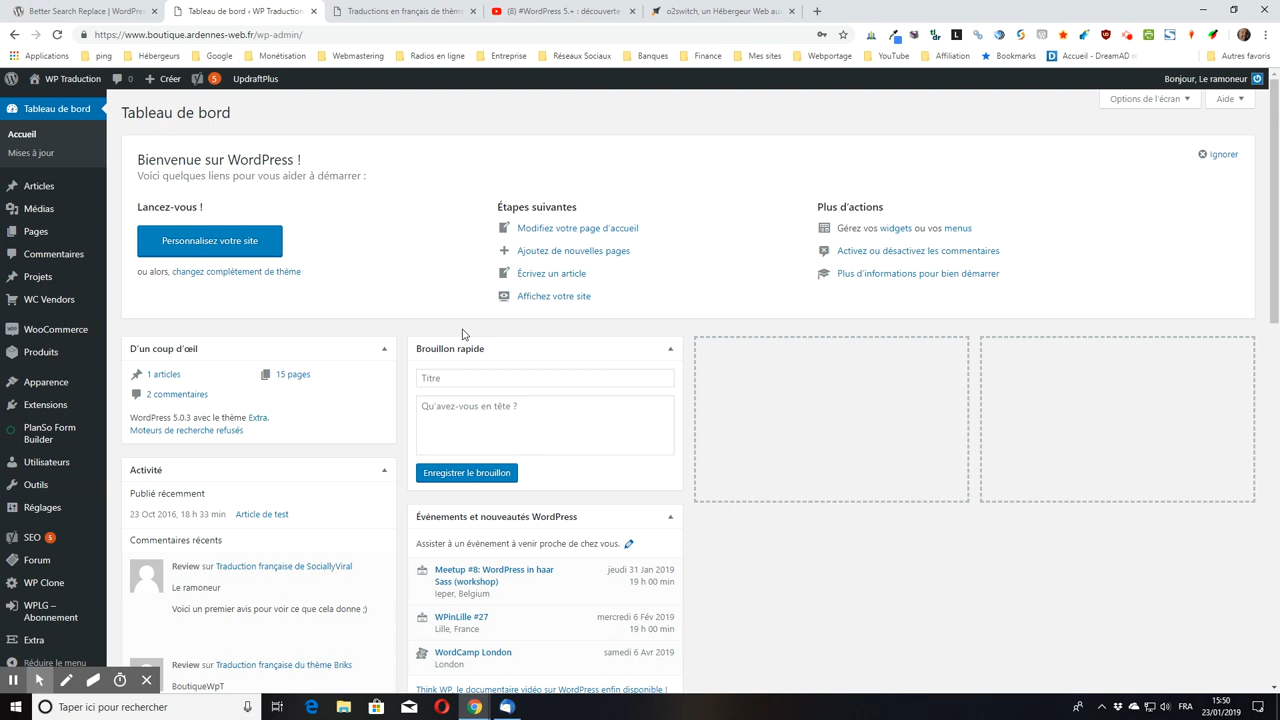 Better Search Replace | WordPress
Tableau de bord ‹ WP Traduction
Traductions en français de thèm
(8) #WordPress 5.+ : découverte
o2switch, un Hébergeur Web au
https://www.boutique.ardennes-web.fr/wp-admin/
Applications
ping
Hébergeurs
Google
Monétisation
Webmastering
Radios en ligne
Entreprise
Réseaux Sociaux
Banques
Finance
Mes sites
Webportage
YouTube
Affiliation
Bookmarks
Accueil - DreamAD re
Autres favoris
WP Traduction
0
Créer
5
UpdraftPlus
Bonjour, Le ramoneur
Tableau de bord
Accueil
Mises à jour
Articles
Médias
Pages
Commentaires
Projets
WC Vendors
WooCommerce
Produits
Apparence
Extensions
PlanSo Form
Builder
Utilisateurs
Outils
Réglages
SEO 5
Forum
WP Clone
WPLG –
Abonnement
Extra
Réduire le menu
Tableau de bord
Options de l'écran
Aide
Bienvenue sur WordPress !
Ignorer
Voici quelques liens pour vous aider à démarrer :
Lancez-vous !
Personnalisez votre site
ou alors, changez complètement de thème
Étapes suivantes
Modifiez votre page d'accueil
Ajoutez de nouvelles pages
Écrivez un article
Affichez votre site
Plus d'actions
Gérez vos widgets ou vos menus
Activez ou désactivez les commentaires
Plus d'informations pour bien démarrer
D'un coup d'œil
1 articles
15 pages
2 commentaires
WordPress 5.0.3 avec le thème Extra.
Moteurs de recherche refusés
Activité
Publié récemment
23 Oct 2016, 18 h 33 min
Article de test
Commentaires récents
Review sur Traduction française de SociallyViral
Le ramoneur
Voici un premier avis pour voir ce que cela donne ;)
Review sur Traduction française du thème Briks
BoutiqueWpT
Brouillon rapide
Titre
Qu'avez-vous en tête ?
Enregistrer le brouillon
Évènements et nouveautés WordPress
Assister à un évènement à venir proche de chez vous.
Meetup #8: WordPress in haar
Sass (workshop)
Ieper, Belgium
jeudi 31 Jan 2019
19 h 00 min
WPinLille #27
Lille, France
mercredi 6 Fév 2019
19 h 00 min
WordCamp London
London
samedi 6 Avr 2019
Think WP, le documentaire vidéo sur WordPress enfin disponible !
Taper ici pour rechercher
FRA
15:50
23/01/2019